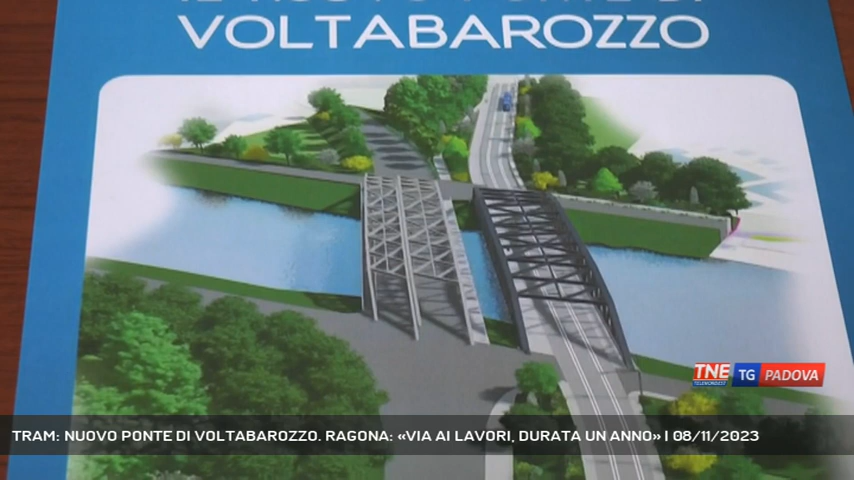 VOLTABAROZZO
TNE
TELENORDEST
TG
PADOVA
TRAM: NUOVO PONTE DI VOLTABAROZZO. RAGONA: «VIA AI LAVORI, DURATA UN ANNO» | 08/11/2023